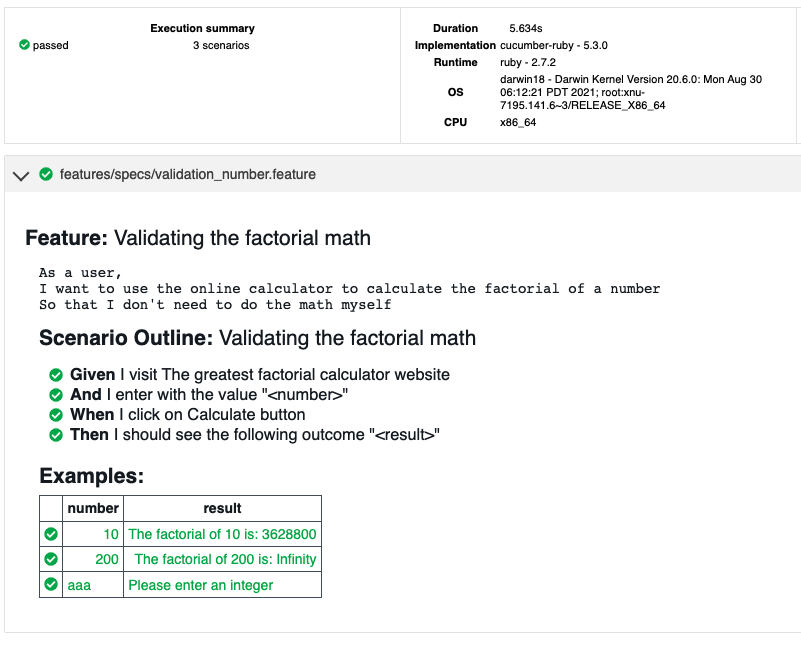 Execution summary
passed 3 scenarios
Duration 5.634s
Implementation cucumber-ruby - 5.3.0
Runtime ruby - 2.7.2
OS darwin18 - Darwin Kernel Version 20.6.0: Mon Aug 30
06:12:21 PDT 2021; root:xnu-
7195.141.6~3/RELEASE_X86_64
CPU x86_64
features/specs/validation_number.feature
Feature: Validating the factorial math
As a user,
I want to use the online calculator to calculate the factorial of a number
So that I don't need to do the math myself
Scenario Outline: Validating the factorial math
Given I visit The greatest factorial calculator website
And I enter with the value "<number>"
When I click on Calculate button
Then I should see the following outcome "<result>"
Examples:
number result
10 The factorial of 10 is: 3628800
200 The factorial of 200 is: Infinity
aaa Please enter an integer